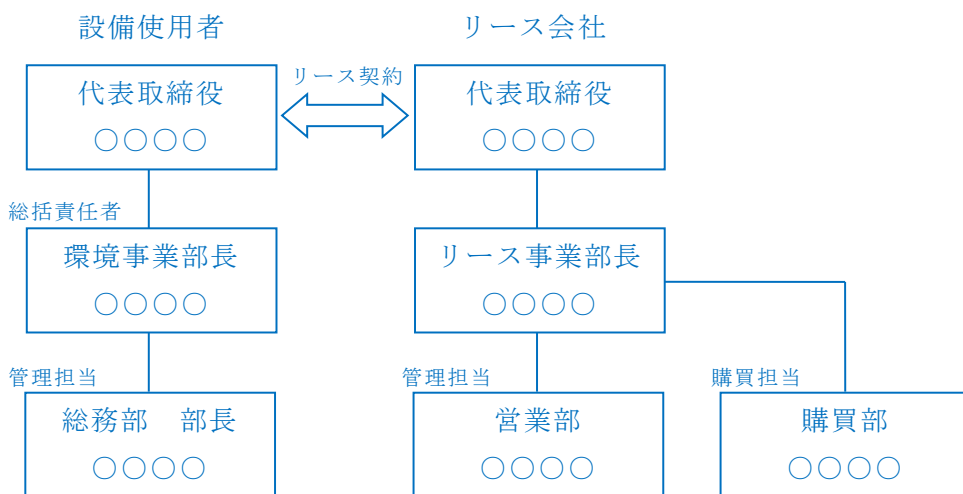 設備使用者
リース会社
代表取締役
〇〇〇〇
リース契約
代表取締役
〇〇〇〇
総括責任者
環境事業部長
〇〇〇〇
リース事業部長
〇〇〇〇
管理担当
総務部　部長
〇〇〇〇
管理担当
営業部
〇〇〇〇
購買担当
購買部
〇〇〇〇